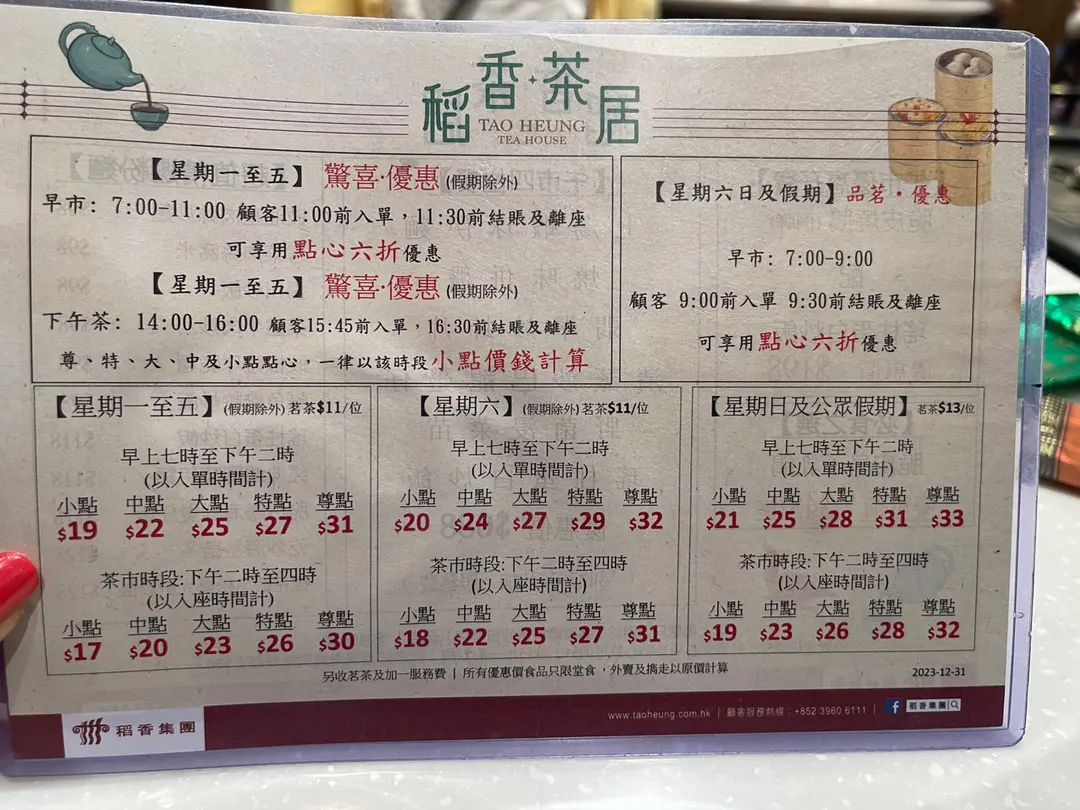 稻香·茶居
TAO HEUNG
TEA HOUSE
【星期一至五】 驚喜·優惠 (假期除外)
早市: 7:00-11:00 顧客11:00前入單，11:30前結賬及離座
可享用點心六折優惠
【星期一至五】 驚喜·優惠 (假期除外)
下午茶: 14:00-16:00 顧客15:45前入單，16:30前結賬及離座
尊、特、大、中及小點點心，一律以該時段小點價錢計算
【星期六日及假期】品茗·優惠
早市: 7:00-9:00
顧客 9:00前入單 9:30前結賬及離座
可享用點心六折優惠
【星期一至五】(假期除外) 茗茶$11/位
早上七時至下午二時
(以入單時間計)
小點 中點 大點 特點 尊點
$19 $22 $25 $27 $31
茶市時段:下午二時至四時
(以入座時間計)
小點 中點 大點 特點 尊點
$17 $20 $23 $26 $30
【星期六】(假期除外) 茗茶$11/位
早上七時至下午二時
(以入單時間計)
小點 中點 大點 特點 尊點
$20 $24 $27 $29 $32
茶市時段:下午二時至四時
(以入座時間計)
小點 中點 大點 特點 尊點
$18 $22 $25 $27 $31
【星期日及公眾假期】 茗茶$13/位
早上七時至下午二時
(以入單時間計)
小點 中點 大點 特點 尊點
$21 $25 $28 $31 $33
茶市時段:下午二時至四時
(以入座時間計)
小點 中點 大點 特點 尊點
$19 $23 $26 $28 $32
另收茗茶及加一服務費 | 所有優惠價食品只限堂食，外賣及擕走以原價計算
2023-12-31
稻香集團
www.taoheung.com.hk | 顧客服務熱線：+852 3960 6111 |
f 稻香集團